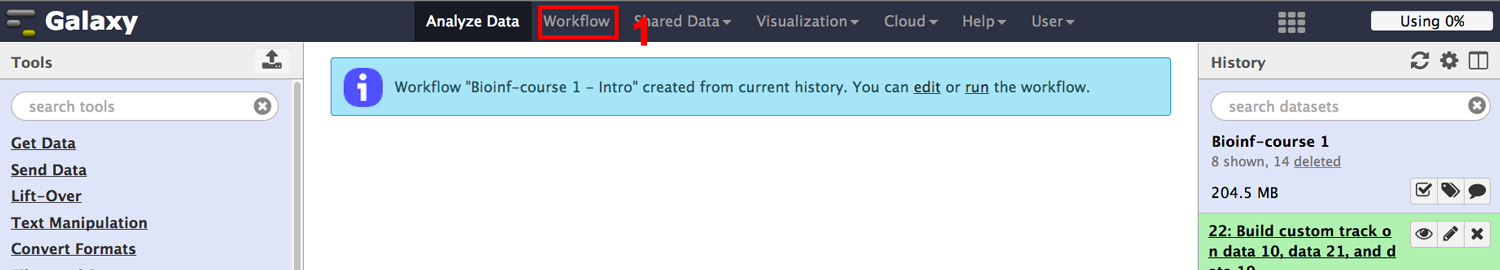 Galaxy
Analyze Data Workflow Shared Data Visualization Cloud Help User Using 0%
1
Tools
search tools
Get Data
Send Data
Lift-Over
Text Manipulation
Convert Formats
Workflow "Bioinf-course 1 - Intro" created from current history. You can edit or run the workflow.
History
search datasets
Bioinf-course 1
8 shown, 14 deleted
204.5 MB
22: Build custom track o
n data 10, data 21, and d